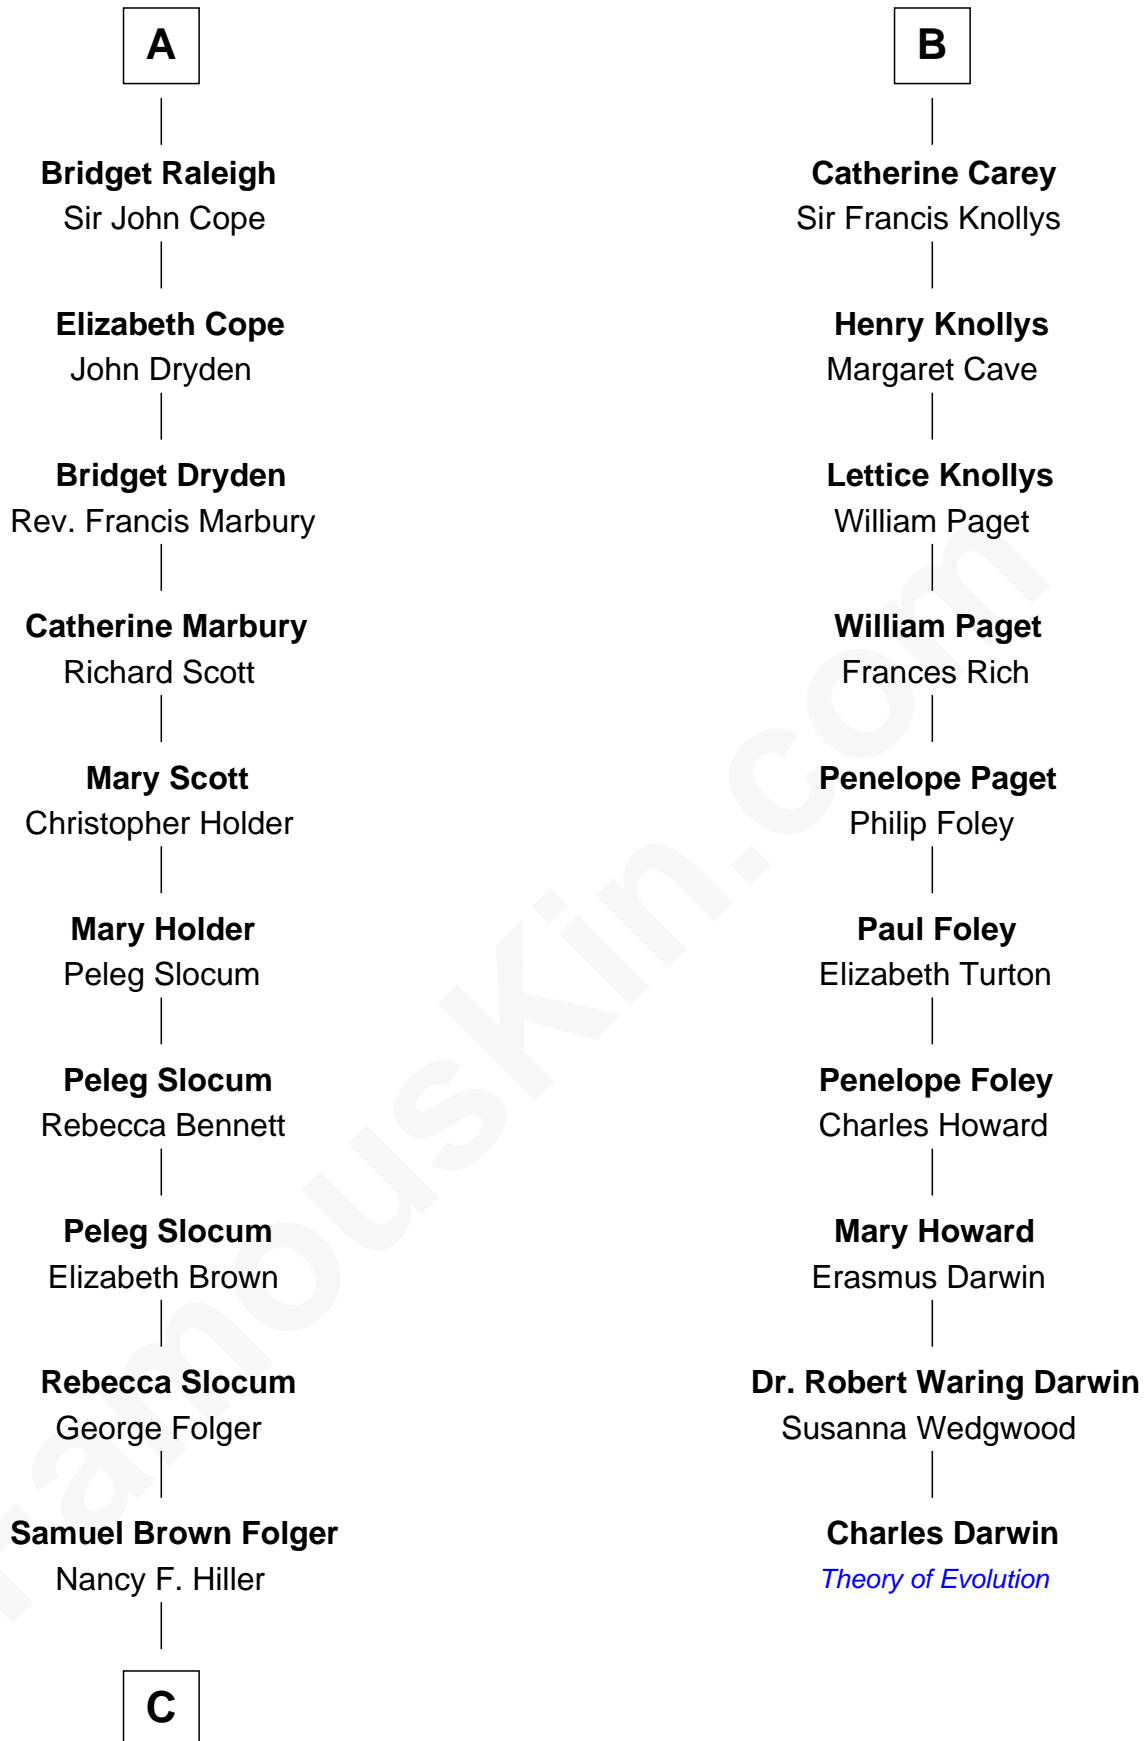 A
Bridget Raleigh
Sir John Cope
Elizabeth Cope
John Dryden
Bridget Dryden
Rev. Francis Marbury
Catherine Marbury
Richard Scott
Mary Scott
Christopher Holder
Mary Holder
Peleg Slocum
Peleg Slocum
Rebecca Bennett
Peleg Slocum
Elizabeth Brown
Rebecca Slocum
George Folger
Samuel Brown Folger
Nancy F. Hiller
C
B
Catherine Carey
Sir Francis Knollys
Henry Knollys
Margaret Cave
Lettice Knollys
William Paget
William Paget
Frances Rich
Penelope Paget
Philip Foley
Paul Foley
Elizabeth Turton
Penelope Foley
Charles Howard
Mary Howard
Erasmus Darwin
Dr. Robert Waring Darwin
Susanna Wedgwood
Charles Darwin
Theory of Evolution
FamousKin.com